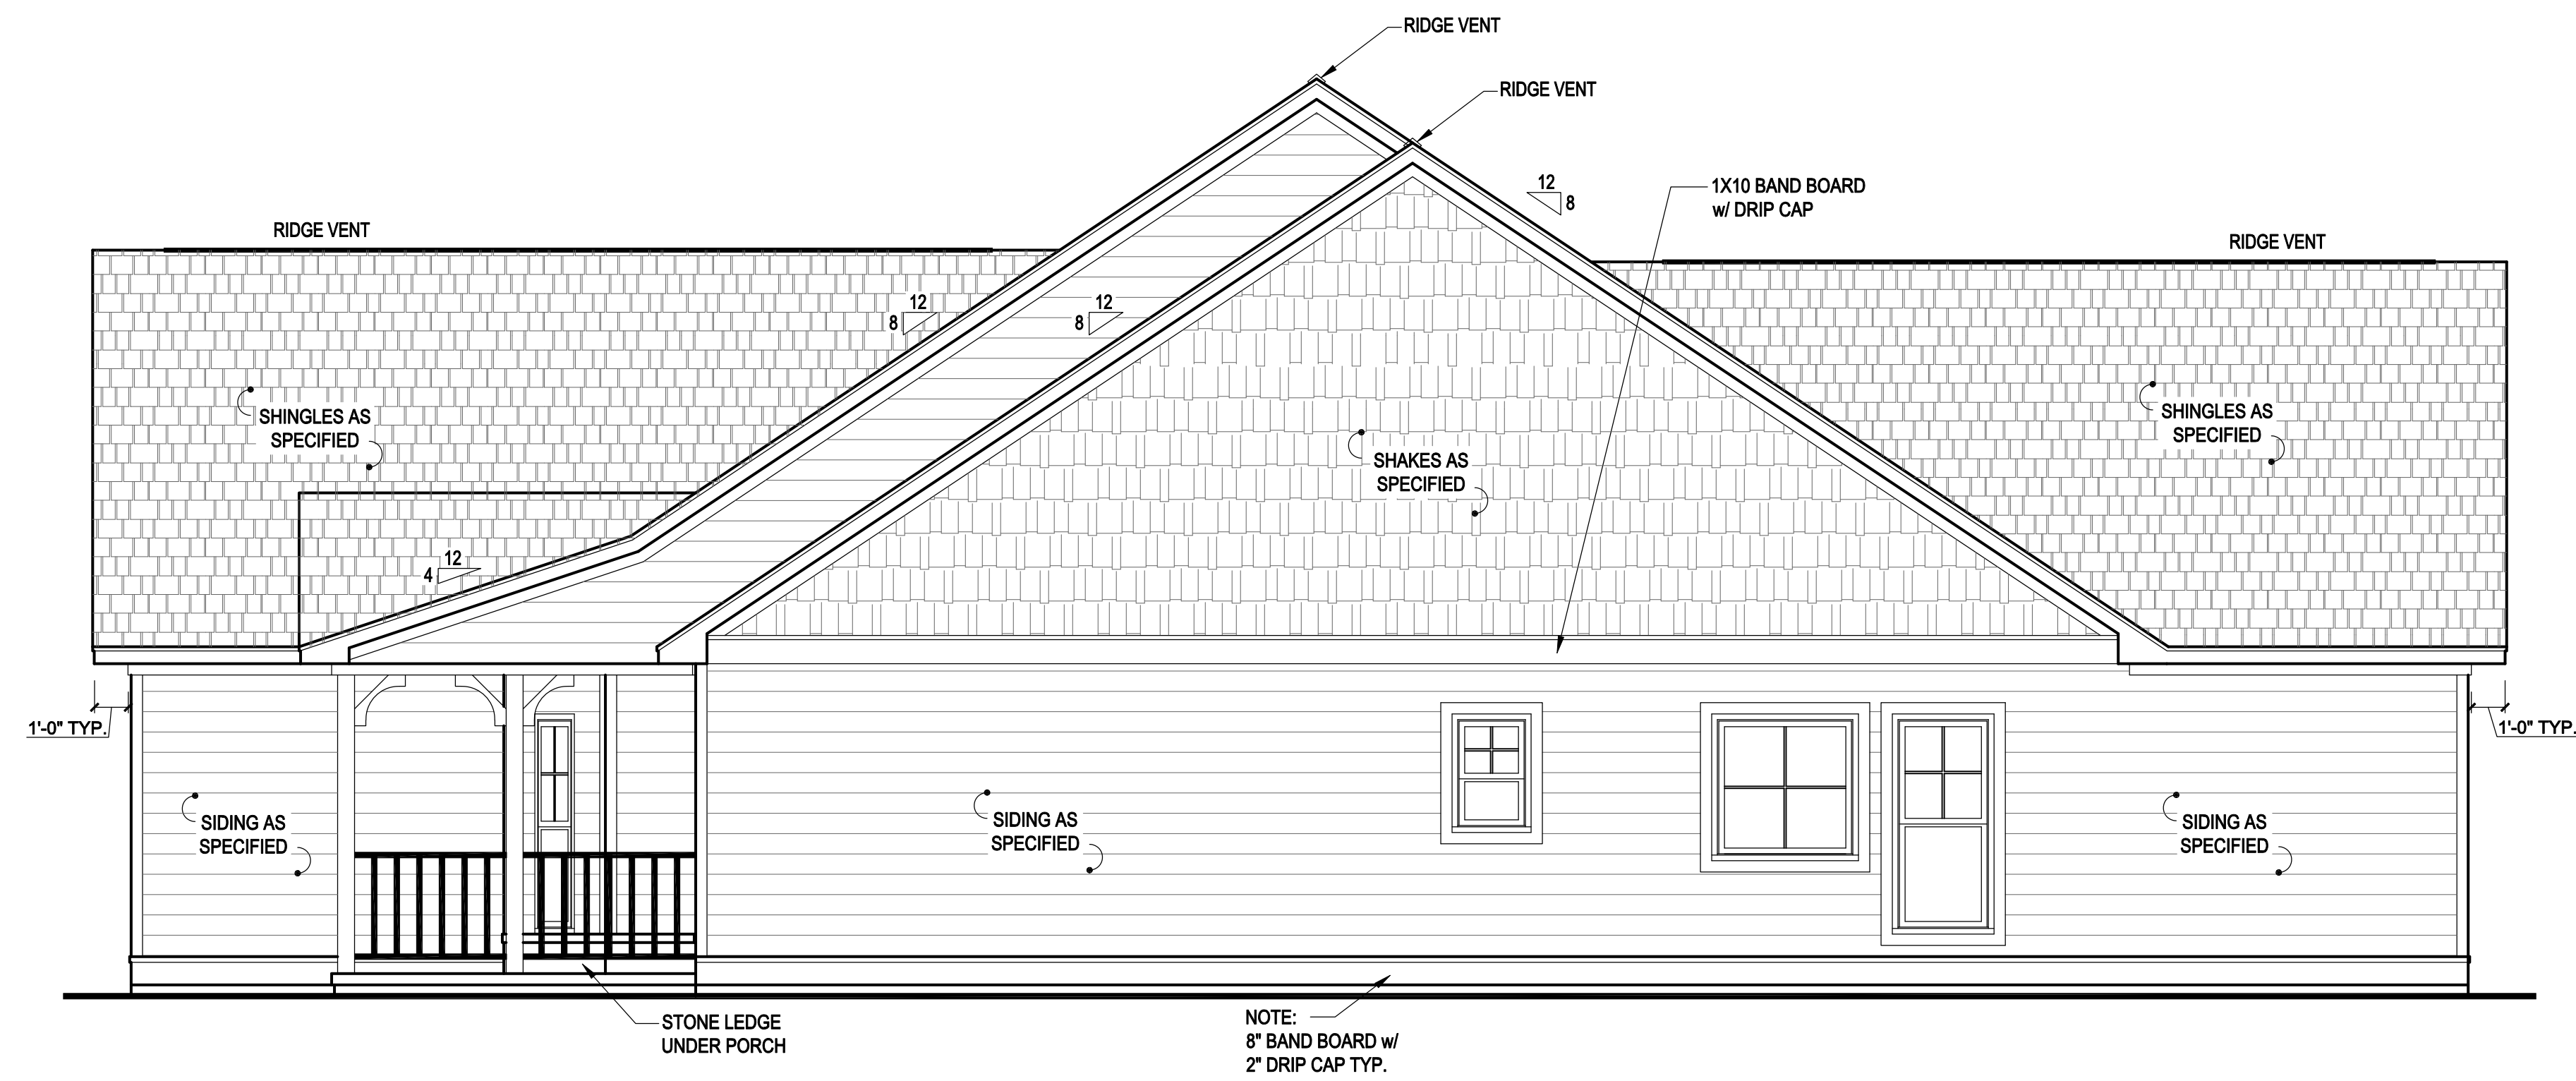 RIDGE VENT
RIDGE VENT
12
8
1X10 BAND BOARD
w/ DRIP CAP
RIDGE VENT
RIDGE VENT
12
8
12
8
SHINGLES AS
SPECIFIED
SHINGLES AS
SPECIFIED
SHAKES AS
SPECIFIED
12
4
1'-0" TYP.
1'-0" TYP.
SIDING AS
SPECIFIED
SIDING AS
SPECIFIED
SIDING AS
SPECIFIED
STONE LEDGE
UNDER PORCH
NOTE:
8" BAND BOARD w/
2" DRIP CAP TYP.